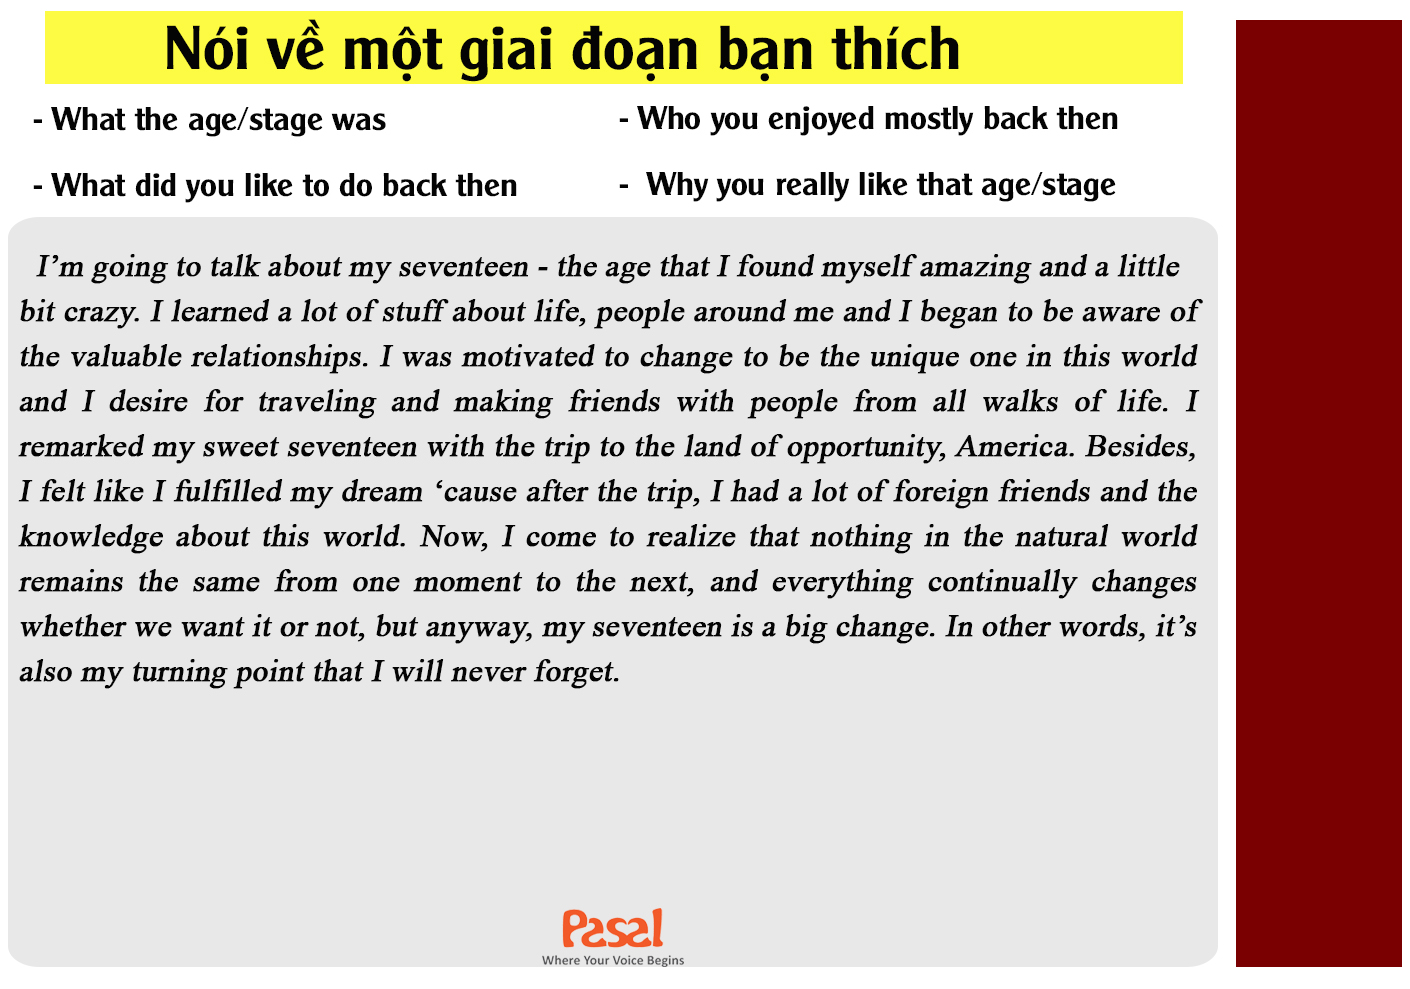 Nói về một giai đoạn bạn thích
- What the age/stage was
- Who you enjoyed mostly back then
- What did you like to do back then
- Why you really like that age/stage
I’m going to talk about my seventeen - the age that I found myself amazing and a little
bit crazy. I learned a lot of stuff about life, people around me and I began to be aware of
the valuable relationships. I was motivated to change to be the unique one in this world
and I desire for traveling and making friends with people from all walks of life. I
remarked my sweet seventeen with the trip to the land of opportunity, America. Besides,
I felt like I fulfilled my dream ‘cause after the trip, I had a lot of foreign friends and the
knowledge about this world. Now, I come to realize that nothing in the natural world
remains the same from one moment to the next, and everything continually changes
whether we want it or not, but anyway, my seventeen is a big change. In other words, it’s
also my turning point that I will never forget.
Pasal
Where Your Voice Begins